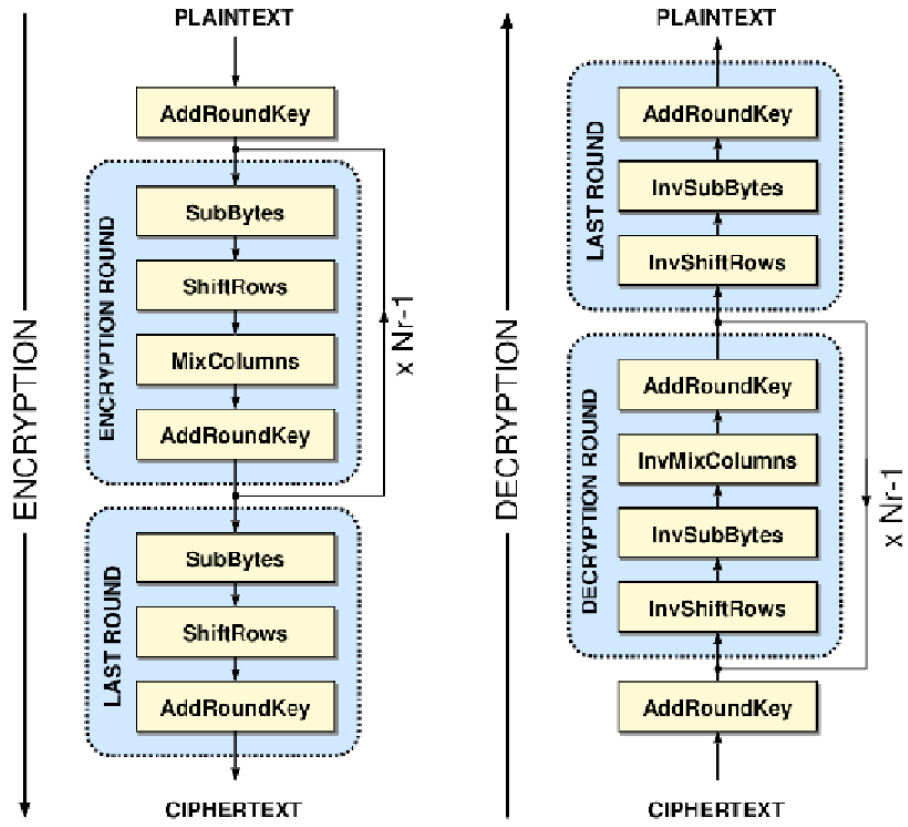 PLAINTEXT
AddRoundKey
SubBytes
ShiftRows
MixColumns
AddRoundKey
ENCRYPTION ROUND
x Nr-1
SubBytes
ShiftRows
AddRoundKey
LAST ROUND
CIPHERTEXT
ENCRYPTION
PLAINTEXT
AddRoundKey
InvSubBytes
InvShiftRows
LAST ROUND
AddRoundKey
InvMixColumns
InvSubBytes
InvShiftRows
DECRYPTION ROUND
x Nr-1
AddRoundKey
CIPHERTEXT
DECRYPTION